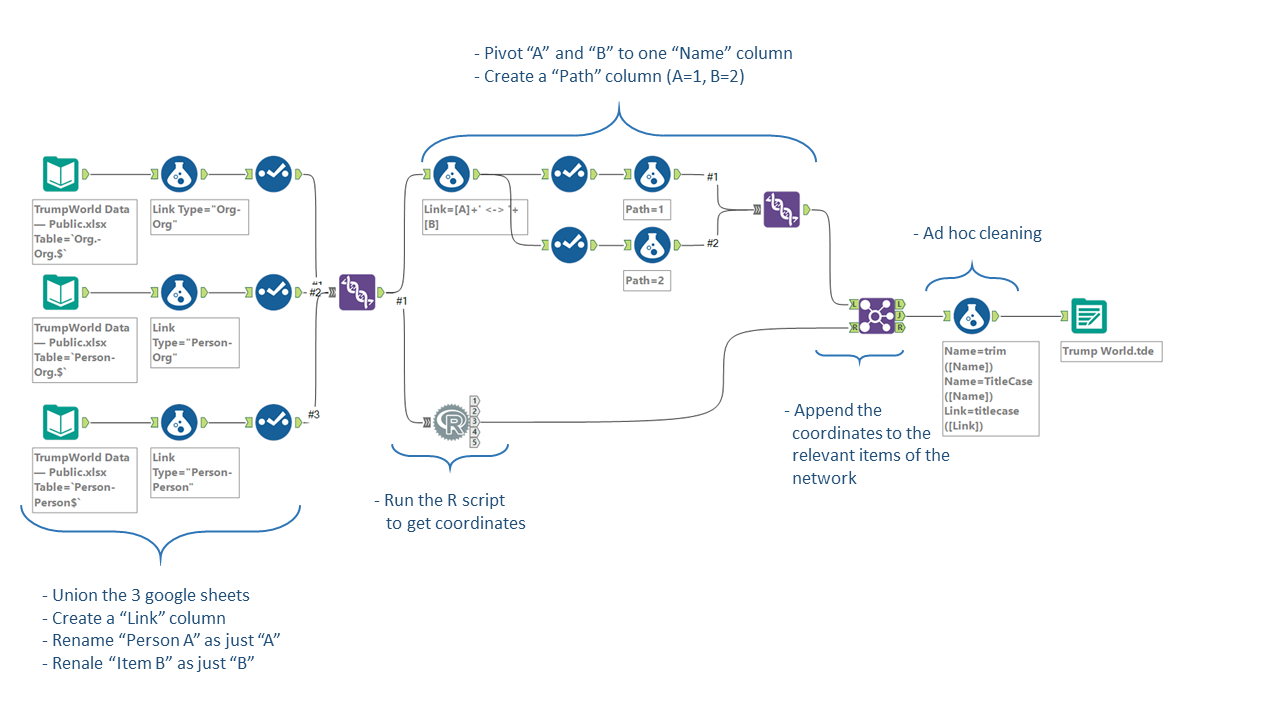 - Pivot “A” and “B” to one “Name” column
- Create a “Path” column (A=1, B=2)
TrumpWorld Data
— Public.xlsx
Table=`Org.-
Org.$`
Link Type="Org-
Org"
Link=[A]+' <-> '+
[B]
Path=1
#1
Path=2
#2
- Ad hoc cleaning
TrumpWorld Data
— Public.xlsx
Table=`Person-
Org.$`
Link
Type="Person-
Org"
#1
#2
#1
L
R
L
J
R
Name=trim
([Name])
Name=TitleCase
([Name])
Link=titlecase
([Link])
Trump World.tde
TrumpWorld Data
— Public.xlsx
Table=`Person-
Person$`
Link
Type="Person-
Person"
#3
R
1
2
3
4
5
- Append the
coordinates to the
relevant items of the
network
- Run the R script
to get coordinates
- Union the 3 google sheets
- Create a “Link” column
- Rename “Person A” as just “A”
- Renale “Item B” as just “B”